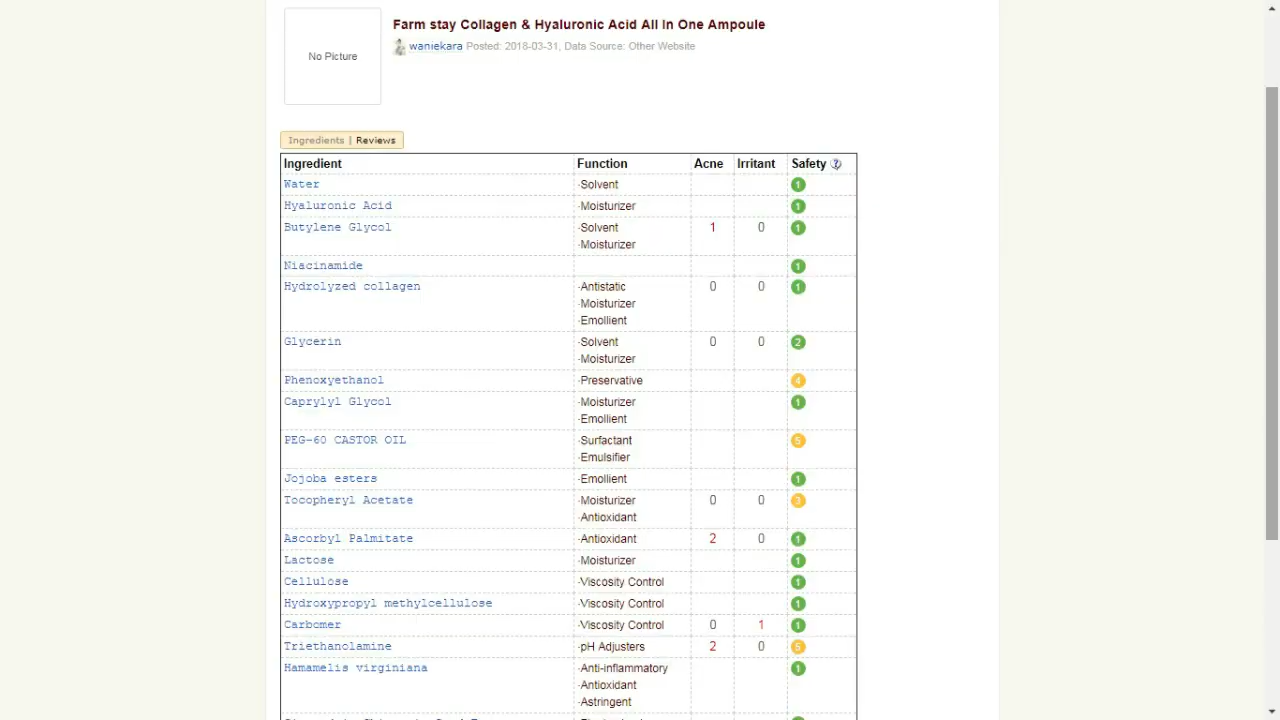 No Picture
Farm stay Collagen & Hyaluronic Acid All In One Ampoule
waniekara Posted: 2018-03-31, Data Source: Other Website
Ingredients | Reviews
Ingredient Function Acne Irritant Safety ?
Water ·Solvent 1
Hyaluronic Acid ·Moisturizer 1
Butylene Glycol ·Solvent 1 0 1
·Moisturizer
Niacinamide 1
Hydrolyzed collagen ·Antistatic 0 0 1
·Moisturizer
·Emollient
Glycerin ·Solvent 0 0 2
·Moisturizer
Phenoxyethanol ·Preservative 4
Caprylyl Glycol ·Moisturizer 1
·Emollient
PEG-60 CASTOR OIL ·Surfactant 5
·Emulsifier
Jojoba esters ·Emollient 1
Tocopheryl Acetate ·Moisturizer 0 0 3
·Antioxidant
Ascorbyl Palmitate ·Antioxidant 2 0 1
Lactose ·Moisturizer 1
Cellulose ·Viscosity Control 1
Hydroxypropyl methylcellulose ·Viscosity Control 1
Carbomer ·Viscosity Control 0 1 1
Triethanolamine ·pH Adjusters 2 0 5
Hamamelis virginiana ·Anti-inflammatory 1
·Antioxidant
·Astringent